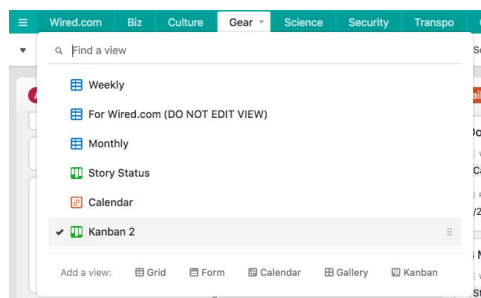 Wired.com Biz Culture Gear Science Security Transpo
Find a view
Weekly
For Wired.com (DO NOT EDIT VIEW)
Monthly
Story Status
Calendar
Kanban 2
Add a view: Grid Form Calendar Gallery Kanban